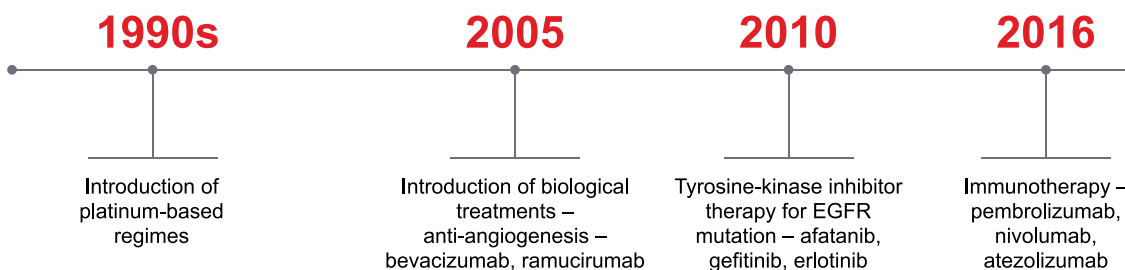 1990s
Introduction of
platinum-based
regimes
2005
Introduction of biological
treatments –
anti-angiogenesis –
bevacizumab, ramucirumab
2010
Tyrosine-kinase inhibitor
therapy for EGFR
mutation – afatanib,
gefitinib, erlotinib
2016
Immunotherapy –
pembrolizumab,
nivolumab,
atezolizumab